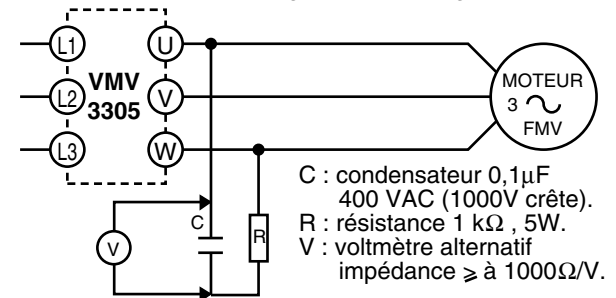 L1
U
VMV
3305
L2
V
L3
W
MOTEUR
3
FMV
C
V
R
C : condensateur 0,1µF
400 VAC (1000V crête).
R : résistance 1 kΩ , 5W.
V : voltmètre alternatif
impédance ⩾ à 1000Ω/V.